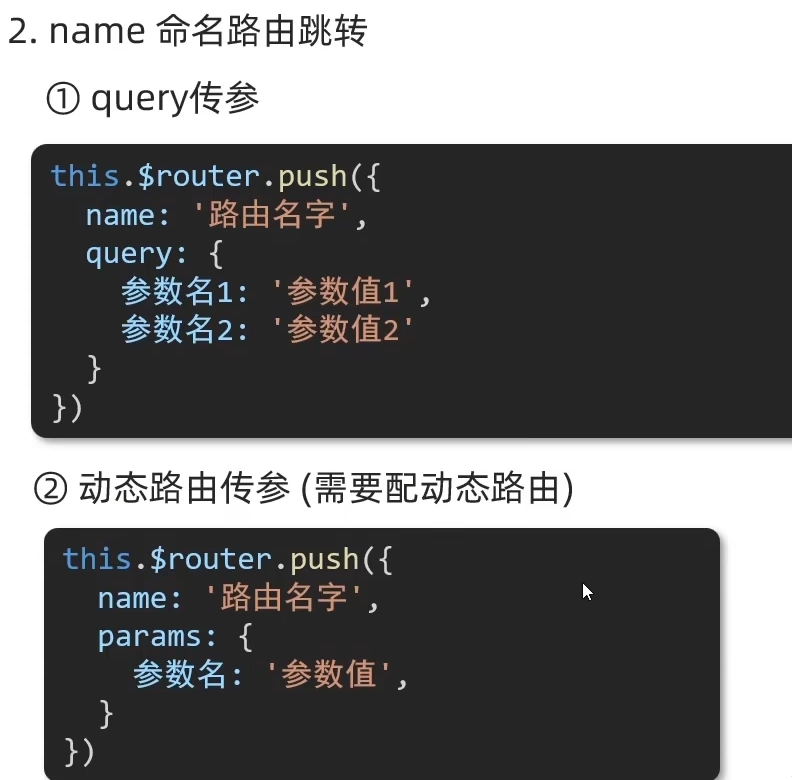 2. name 命名路由跳转
① query传参
this.$router.push({
  name: '路由名字',
  query: {
    参数名1: '参数值1',
    参数名2: '参数值2'
  }
})
② 动态路由传参 (需要配动态路由)
this.$router.push({
  name: '路由名字',
  params: {
    参数名: '参数值',
  }
})